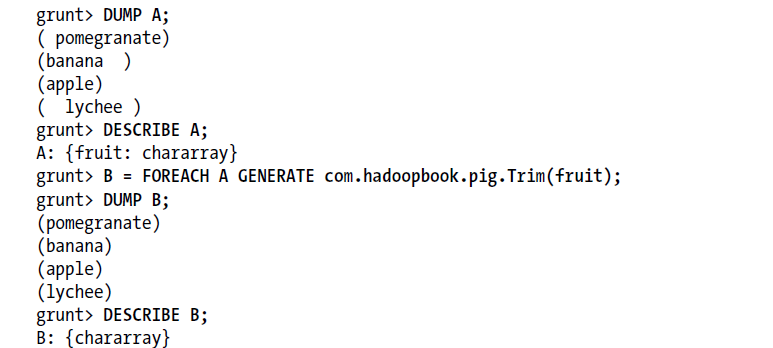 grunt> DUMP A;
( pomegranate)
(banana  )
(apple)
(  lychee )
grunt> DESCRIBE A;
A: {fruit: chararray}
grunt> B = FOREACH A GENERATE com.hadoopbook.pig.Trim(fruit);
grunt> DUMP B;
(pomegranate)
(banana)
(apple)
(lychee)
grunt> DESCRIBE B;
B: {chararray}